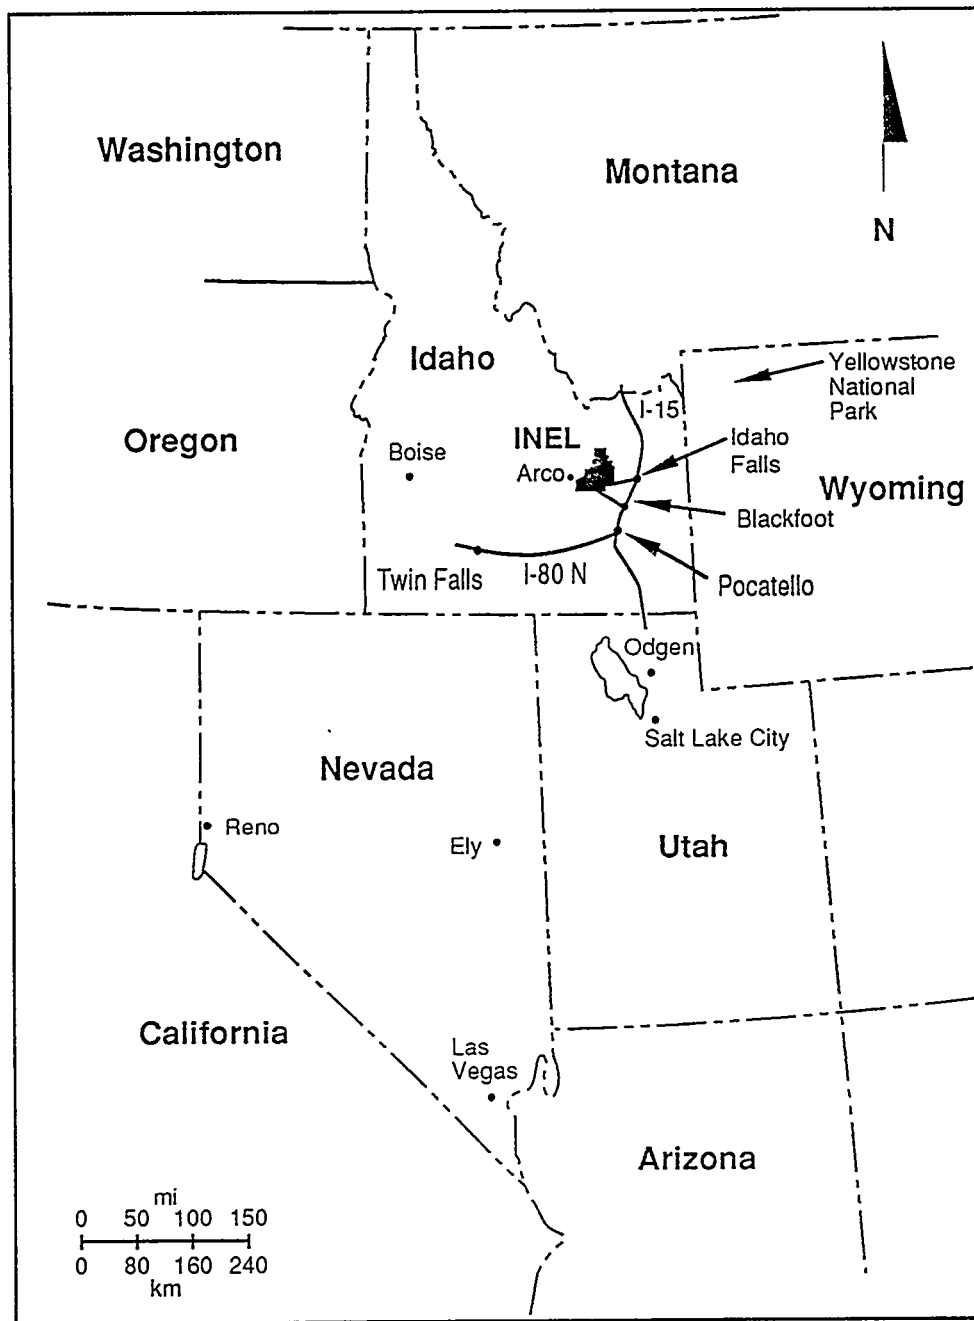 Washington
Montana
N
Idaho
Yellowstone
National
Park
I-15
Oregon
Boise
INEL
Arco
Idaho
Falls
Wyoming
Blackfoot
Twin Falls
I-80 N
Pocatello
Odgen
Salt Lake City
Nevada
Reno
Ely
Utah
California
Las
Vegas
Arizona
mi
0 50 100 150
0 80 160 240
km